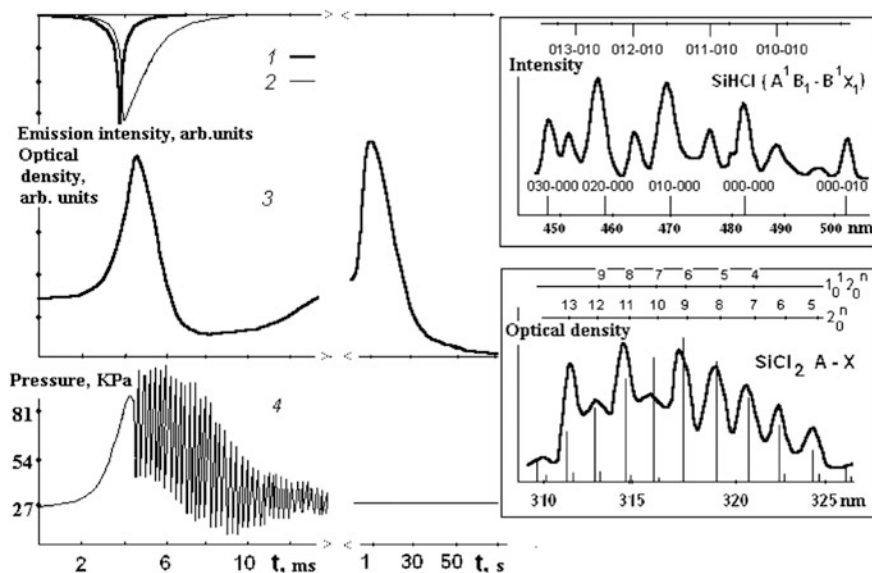 1
2
Emission intensity, arb.units
Optical
density,
arb. units
3
Pressure, KPa
4
81
54
27
2 6 10 t, ms
1 30 50 t, s
013-010 012-010 011-010 010-010
Intensity
SiHCl (A¹B₁-B¹X₁)
030-000 020-000 010-000 000-000 000-010
450 460 470 480 490 500 nm
9 8 7 6 5 4 1₀¹2₀ⁿ
13 12 11 10 9 8 7 6 5 2₀ⁿ
Optical density
SiCl₂ A-X
310 315 320 325 nm